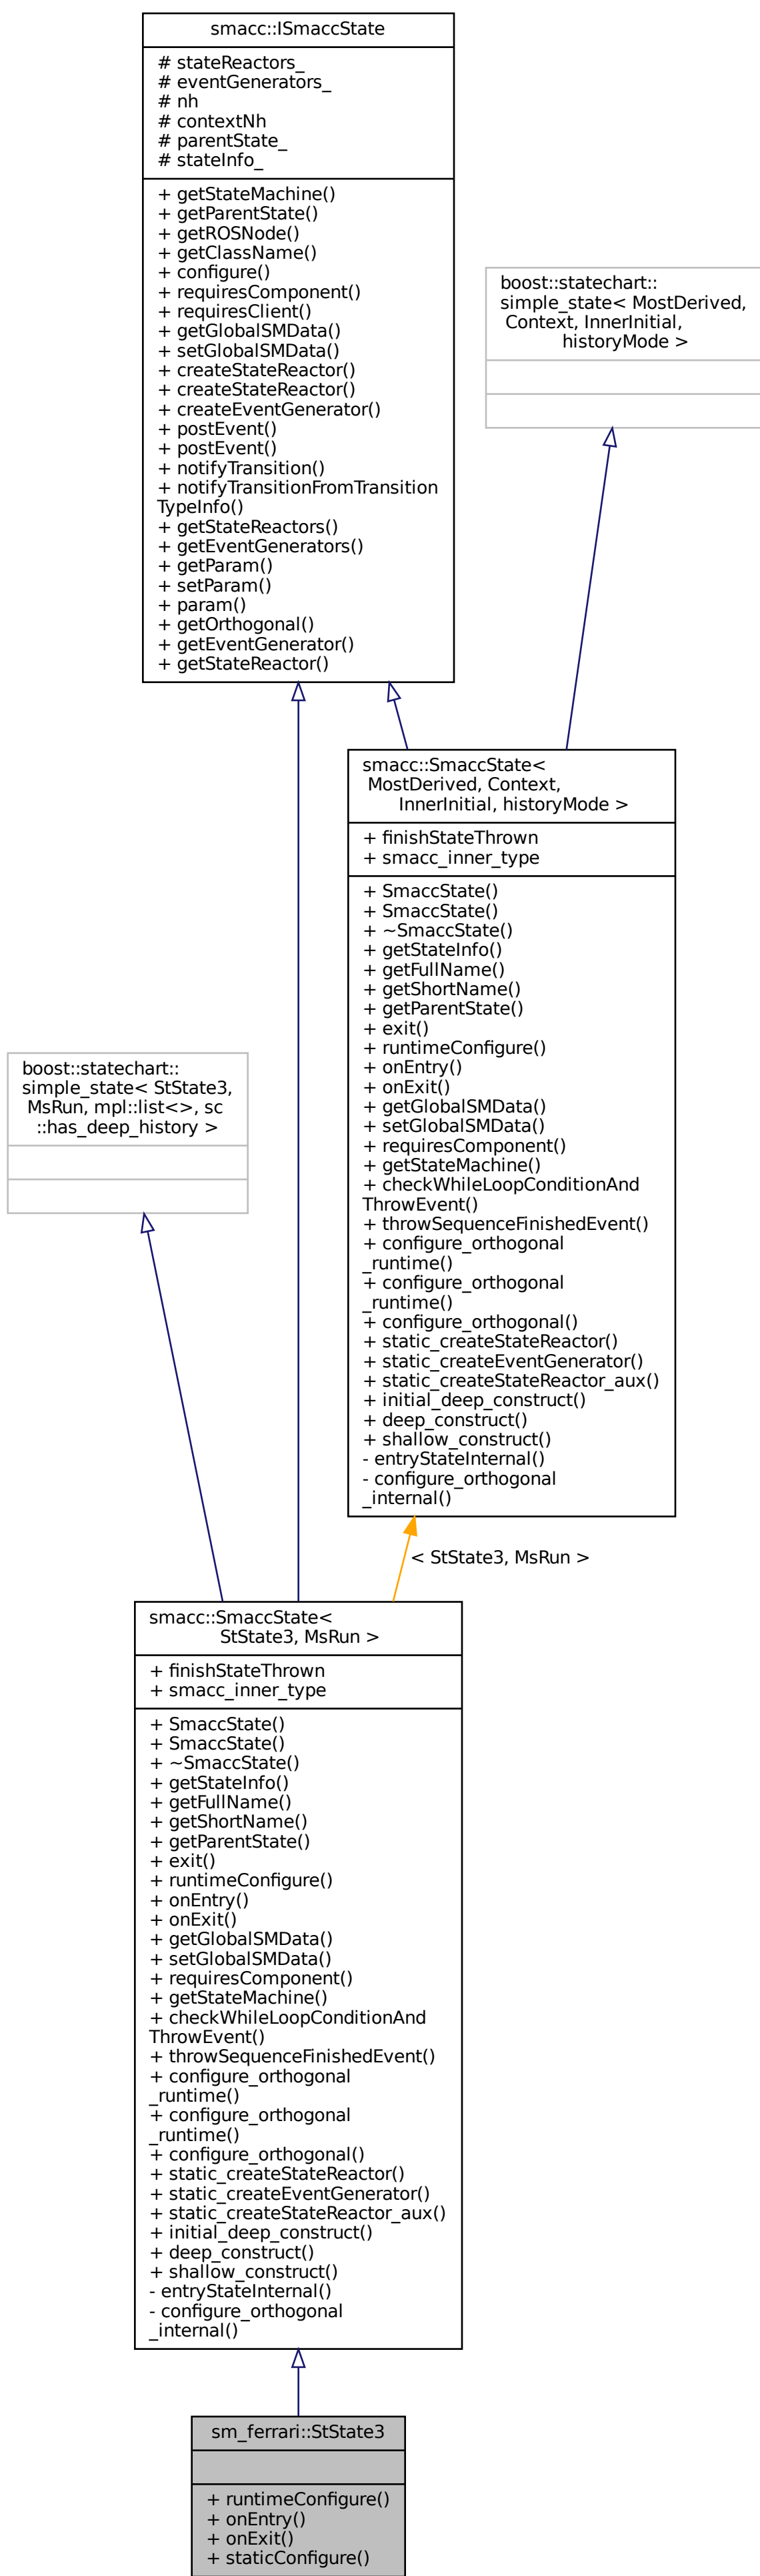 smacc::ISmaccState
# stateReactors_
# eventGenerators_
# nh
# contextNh
# parentState_
# stateInfo_
+ getStateMachine()
+ getParentState()
+ getROSNode()
+ getClassName()
+ configure()
+ requiresComponent()
+ requiresClient()
+ getGlobalSMData()
+ setGlobalSMData()
+ createStateReactor()
+ createStateReactor()
+ createEventGenerator()
+ postEvent()
+ postEvent()
+ notifyTransition()
+ notifyTransitionFromTransition
TypeInfo()
+ getStateReactors()
+ getEventGenerators()
+ getParam()
+ setParam()
+ param()
+ getOrthogonal()
+ getEventGenerator()
+ getStateReactor()
boost::statechart::
simple_state< MostDerived,
Context, InnerInitial,
historyMode >
smacc::SmaccState<
MostDerived, Context,
InnerInitial, historyMode >
+ finishStateThrown
+ smacc_inner_type
+ SmaccState()
+ SmaccState()
+ ~SmaccState()
+ getStateInfo()
+ getFullName()
+ getShortName()
+ getParentState()
+ exit()
+ runtimeConfigure()
+ onEntry()
+ onExit()
+ getGlobalSMData()
+ setGlobalSMData()
+ requiresComponent()
+ getStateMachine()
+ checkWhileLoopConditionAnd
ThrowEvent()
+ throwSequenceFinishedEvent()
+ configure_orthogonal
_runtime()
+ configure_orthogonal
_runtime()
+ configure_orthogonal()
+ static_createStateReactor()
+ static_createEventGenerator()
+ static_createStateReactor_aux()
+ initial_deep_construct()
+ deep_construct()
+ shallow_construct()
- entryStateInternal()
- configure_orthogonal
_internal()
boost::statechart::
simple_state< StState3,
MsRun, mpl::list<>, sc
::has_deep_history >
< StState3, MsRun >
smacc::SmaccState<
StState3, MsRun >
+ finishStateThrown
+ smacc_inner_type
+ SmaccState()
+ SmaccState()
+ ~SmaccState()
+ getStateInfo()
+ getFullName()
+ getShortName()
+ getParentState()
+ exit()
+ runtimeConfigure()
+ onEntry()
+ onExit()
+ getGlobalSMData()
+ setGlobalSMData()
+ requiresComponent()
+ getStateMachine()
+ checkWhileLoopConditionAnd
ThrowEvent()
+ throwSequenceFinishedEvent()
+ configure_orthogonal
_runtime()
+ configure_orthogonal
_runtime()
+ configure_orthogonal()
+ static_createStateReactor()
+ static_createEventGenerator()
+ static_createStateReactor_aux()
+ initial_deep_construct()
+ deep_construct()
+ shallow_construct()
- entryStateInternal()
- configure_orthogonal
_internal()
sm_ferrari::StState3
+ runtimeConfigure()
+ onEntry()
+ onExit()
+ staticConfigure()